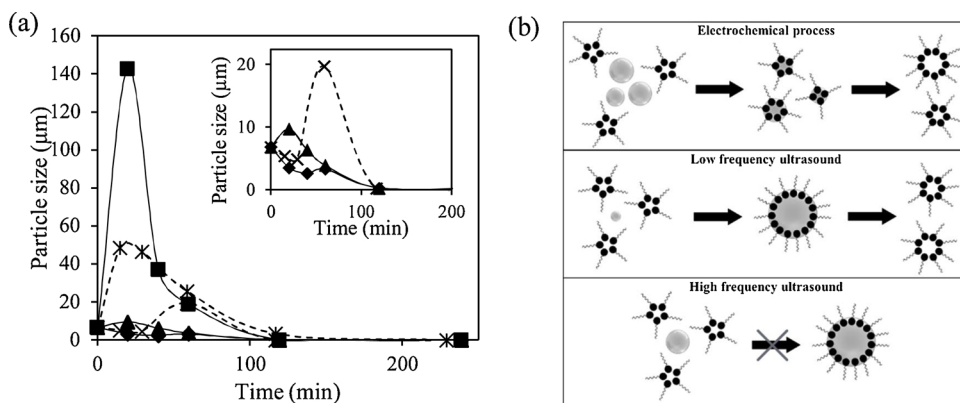 (a)
Particle size (µm)
160
140
120
100
80
60
40
20
0
0
100
200
Time (min)
Particle size (µm)
20
10
0
0
100
200
Time (min)
(b)
Electrochemical process
Low frequency ultrasound
High frequency ultrasound